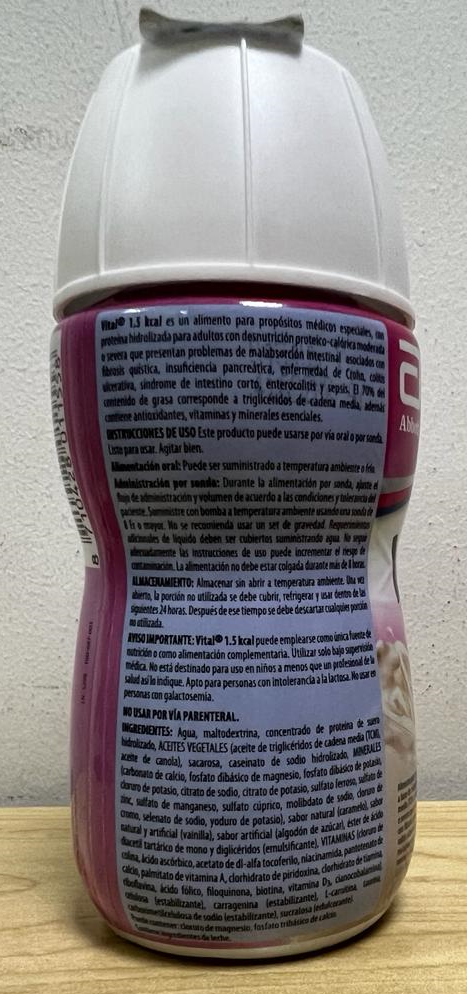 Vital® 1.5 kcal es un alimento para propósitos médicos especiales, con
proteína hidrolizada para adultos con desnutrición proteico-calórica moderada
o severa que presentan problemas de malabsorción intestinal asociados con
fibrosis quística, insuficiencia pancreática, enfermedad de Crohn, colitis
ulcerativa, síndrome de intestino corto, enterocolitis y sepsis. El 70% del
contenido de grasa corresponde a triglicéridos de cadena media, además
contiene antioxidantes, vitaminas y minerales esenciales.
INSTRUCCIONES DE USO Este producto puede usarse por vía oral o por sonda.
Listo para usar. Agitar bien.
Alimentación oral: Puede ser suministrado a temperatura ambiente o frío.
Administración por sonda: Durante la alimentación por sonda, ajuste el
flujo de administración y volumen de acuerdo a las condiciones y tolerancia del
paciente. Suministre con bomba a temperatura ambiente usando una sonda de
8 Fr o mayor. No se recomienda usar un set de gravedad. Requerimientos
adicionales de líquido deben ser cubiertos suministrando agua. No seguir
adecuadamente las instrucciones de uso puede incrementar el riesgo de
contaminación. La alimentación no debe estar colgada durante más de 8 horas.
ALMACENAMIENTO: Almacenar sin abrir a temperatura ambiente. Una vez
abierto, la porción no utilizada se debe cubrir, refrigerar y usar dentro de las
siguientes 24 horas. Después de ese tiempo se debe descartar cualquier porción
no utilizada.
AVISO IMPORTANTE: Vital® 1.5 kcal puede emplearse como única fuente de
nutrición o como alimentación complementaria. Utilizar solo bajo supervisión
médica. No está destinado para uso en niños a menos que un profesional de la
salud así lo indique. Apto para personas con intolerancia a la lactosa. No usar en
personas con galactosemia.
NO USAR POR VÍA PARENTERAL.
INGREDIENTES: Agua, maltodextrina, concentrado de proteína de suero
hidrolizado, ACEITES VEGETALES (aceite de triglicéridos de cadena media (TCM),
aceite de canola), sacarosa, caseinato de sodio hidrolizado, MINERALES
(carbonato de calcio, fosfato dibásico de magnesio, fosfato dibásico de potasio,
cloruro de potasio, citrato de sodio, citrato de potasio, sulfato ferroso, sulfato de
zinc, sulfato de manganeso, sulfato cúprico, molibdato de sodio, cloruro de
cromo, selenato de sodio, yoduro de potasio), sabor natural (caramelo), sabor
natural y artificial (vainilla), sabor artificial (algodón de azúcar), éster de ácido
diacetil tartárico de mono y diglicéridos (emulsificante), VITAMINAS (cloruro de
colina, ácido ascórbico, acetato de dl-alfa tocoferilo, niacinamida, pantotenato de
calcio, palmitato de vitamina A, clorhidrato de piridoxina, clorhidrato de tiamina,
riboflavina, ácido fólico, filoquinona, biotina, vitamina D3, cianocobalamina),
celulosa (estabilizante), carragenina (estabilizante), L-carnitina, taurina,
carboximetilcelulosa de sodio (estabilizante), sucralosa (edulcorante)
Puede contener: cloruro de magnesio, fosfato tribásico de calcio.
Contiene ingredientes de leche.
Abbo